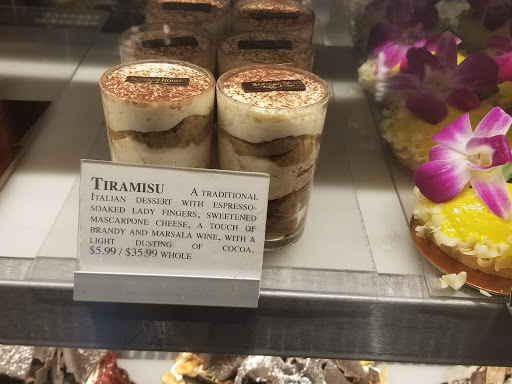 TIRAMISU A TRADITIONAL
ITALIAN DESSERT WITH ESPRESSO-
SOAKED LADY FINGERS, SWEETENED
MASCARPONE CHEESE, A TOUCH OF
BRANDY AND MARSALA WINE, WITH A
LIGHT DUSTING OF COCOA.
$5.99 / $35.99 WHOLE